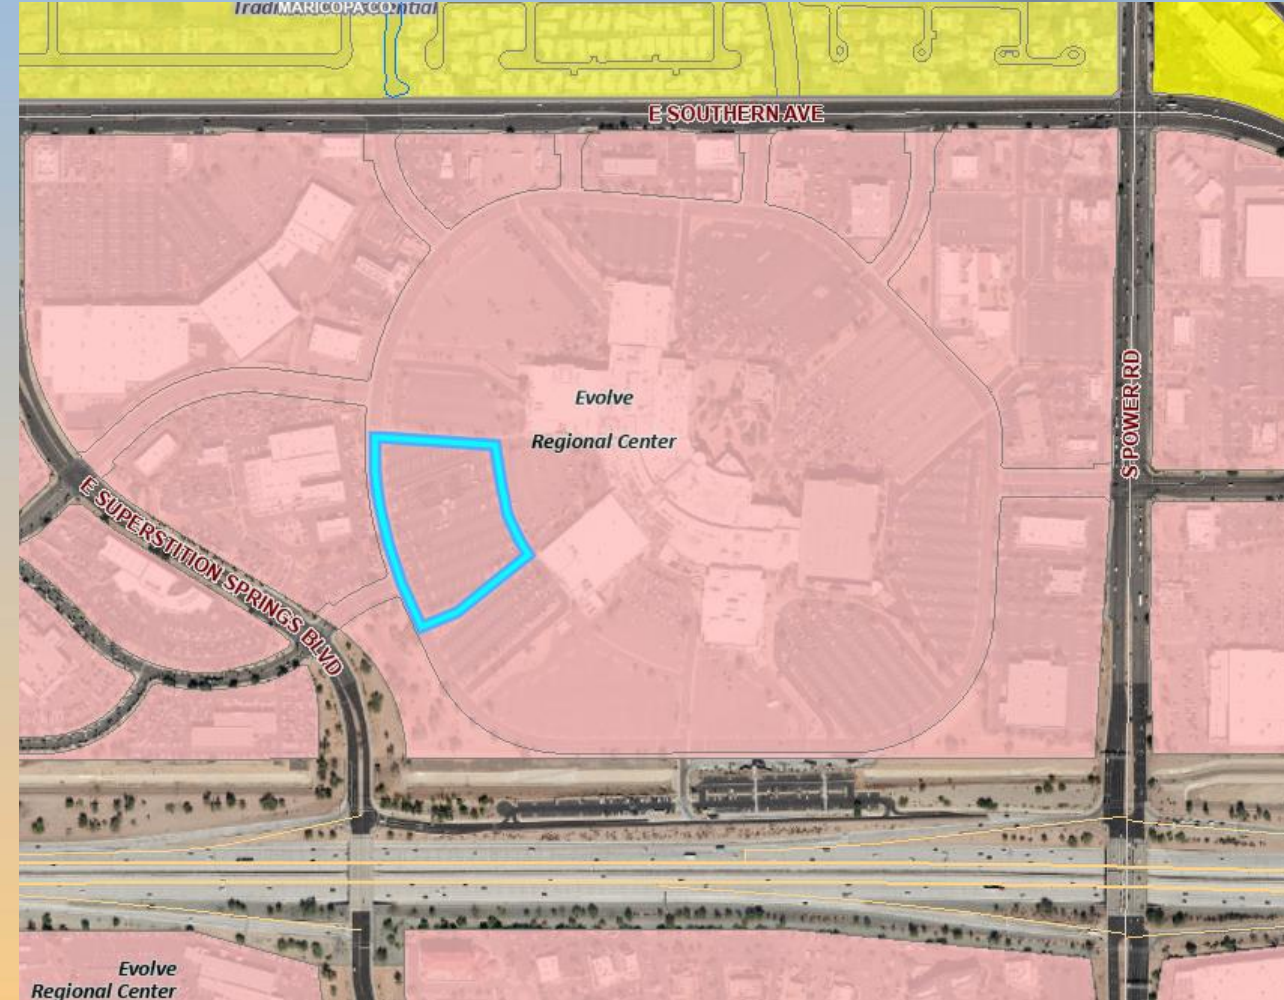 MARICOPA CO.
E SOUTHERN AVE
Evolve
Regional Center
S POWER RD
E SUPERSTITION SPRINGS BLVD
Evolve
Regional Center